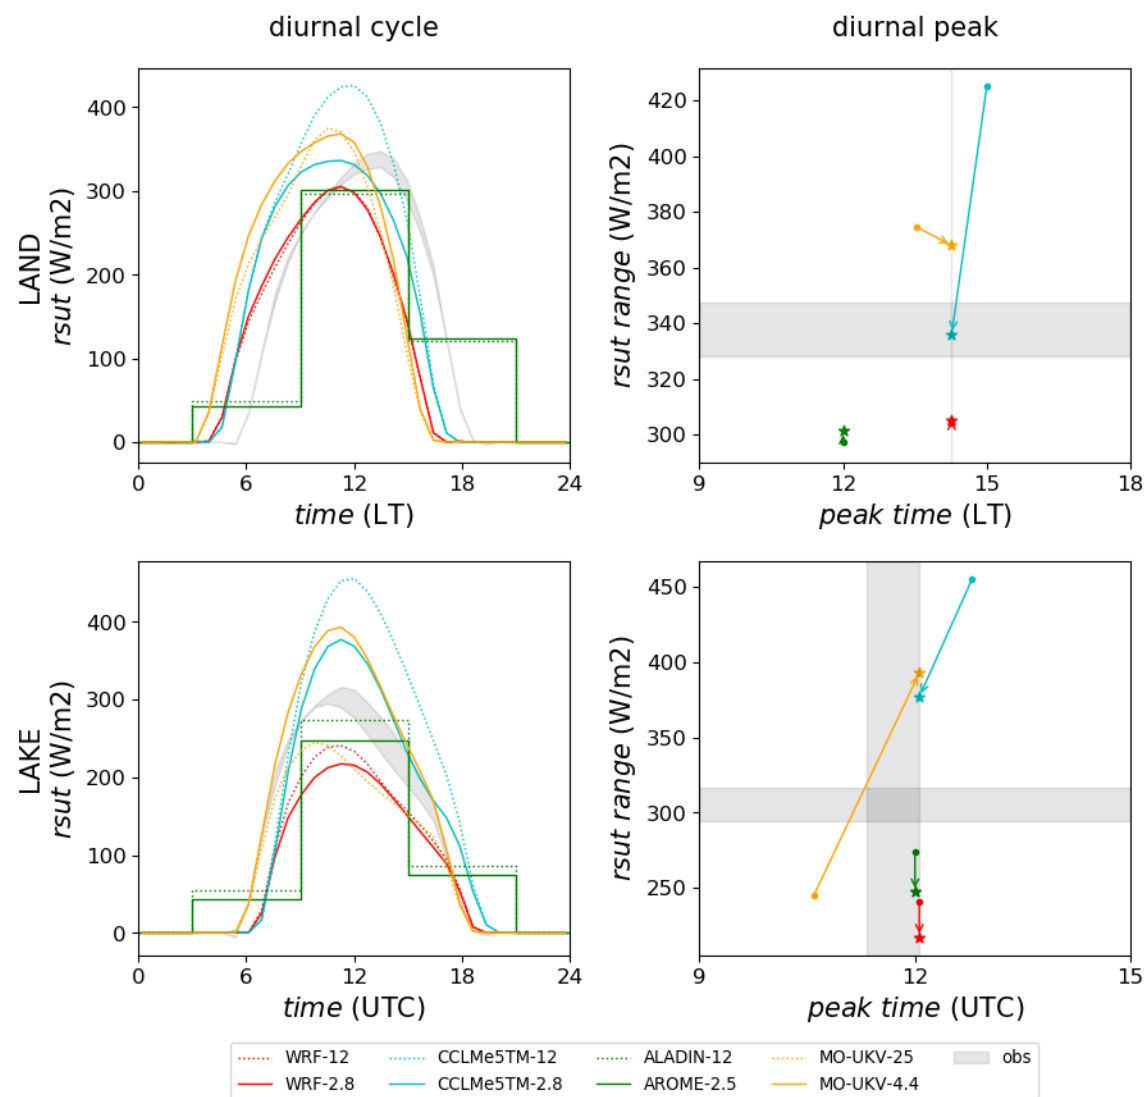 diurnal cycle
diurnal peak
LAND
rsut (W/m2)
400
300
200
100
0
0 6 12 18 24
time (LT)
rsut range (W/m2)
420
400
380
360
340
320
300
9 12 15 18
peak time (LT)
LAKE
rsut (W/m2)
400
300
200
100
0
0 6 12 18 24
time (UTC)
rsut range (W/m2)
450
400
350
300
250
9 12 15
peak time (UTC)
WRF-12 CCLMe5TM-12 ALADIN-12 MO-UKV-25 obs
WRF-2.8 CCLMe5TM-2.8 AROME-2.5 MO-UKV-4.4